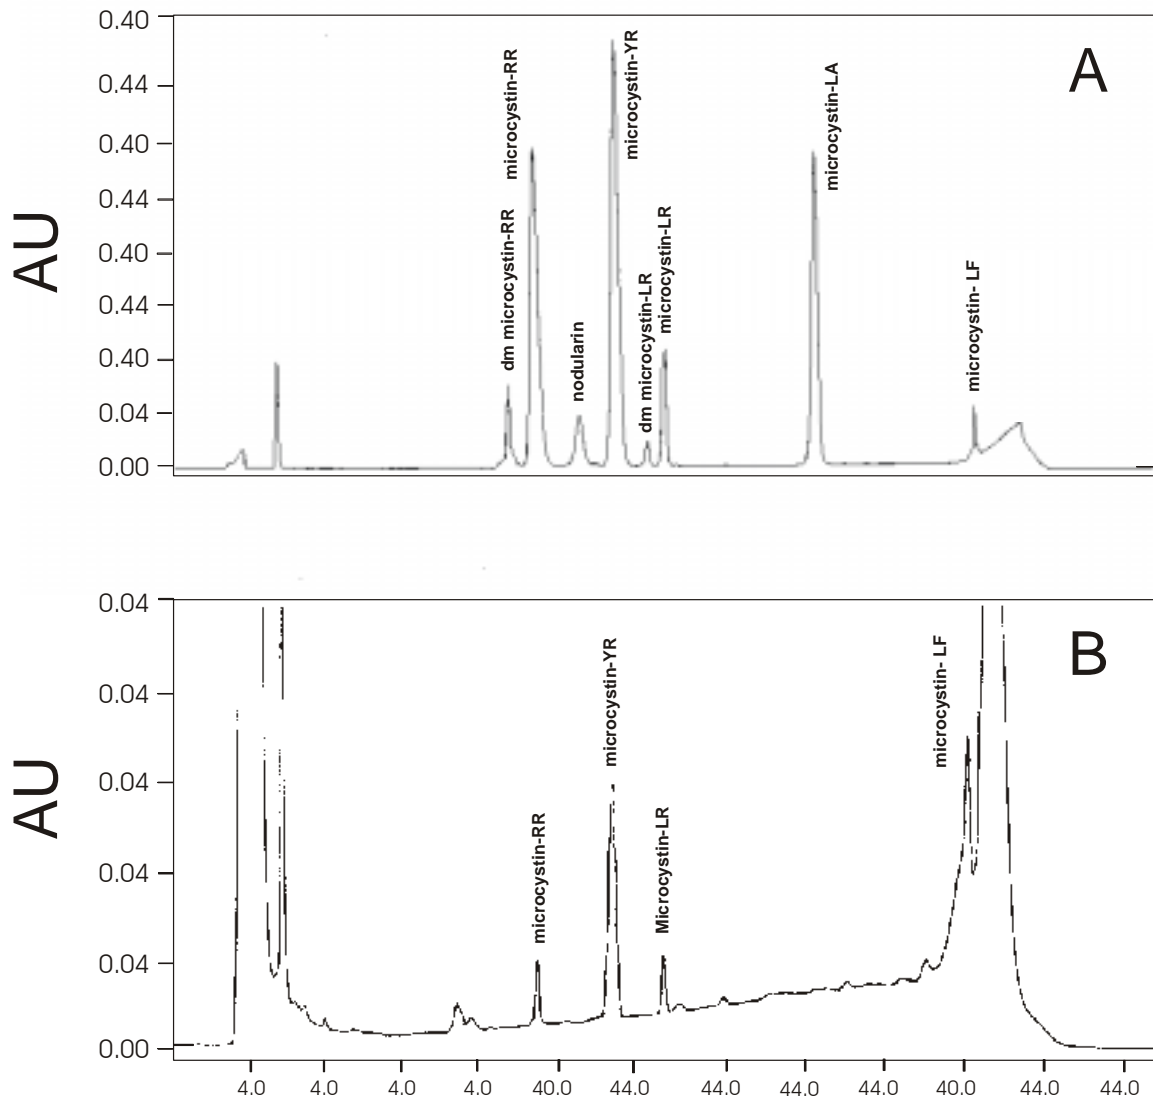 0.40
0.44
0.40
0.44
0.40
0.44
0.40
0.04
0.00
AU
A
dm microcystin-RR
microcystin-RR
nodularin
microcystin-YR
dm microcystin-LR
microcystin-LR
microcystin-LA
microcystin- LF
0.04
0.04
0.04
0.04
0.04
0.00
AU
B
microcystin-RR
microcystin-YR
Microcystin-LR
microcystin- LF
4.0 4.0 4.0 4.0 40.0 44.0 44.0 44.0 44.0 40.0 44.0 44.0